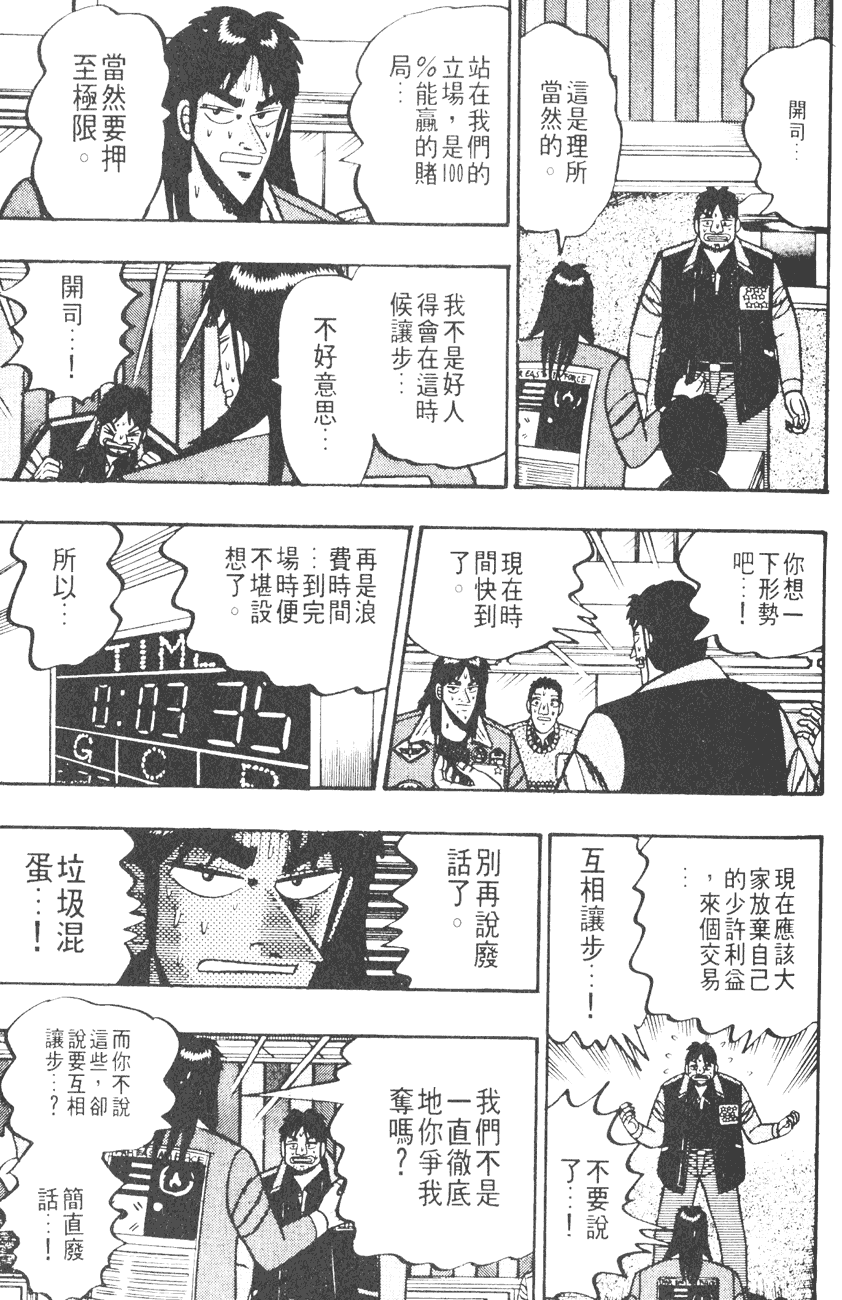 開司…
這是理所
當然的。
站在我們的
立場，是100
%能贏的賭
局…
當然要押
至極限。
我不是好人
得會在這時
候讓步…
不好意思…
開司…！
你想一
下形勢
吧…！
現在時
間快到
了。
再是浪
費時間
…到完
場時便
不堪設
想了。
所以…
TIME
0:03 35
G C D
現在應該大
家放棄自己
的少許利益
，來個交易
…
互相讓步…！
不要說
了…！
別再說廢
話了。
垃圾混
蛋…！
我們不是
一直徹底
地你爭我
奪嗎？
而你不說
這些，卻
說要互相
讓步…？
簡直廢
話…！